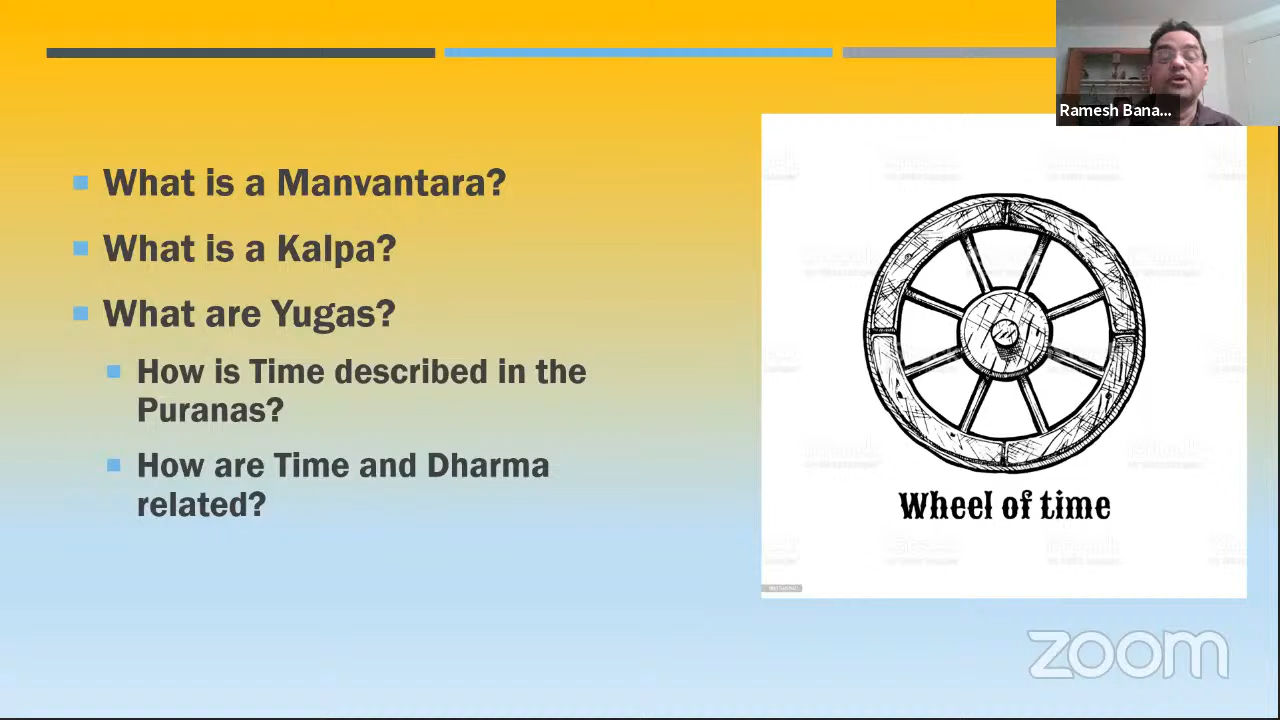 Ramesh Bana...
What is a Manvantara?
What is a Kalpa?
What are Yugas?
How is Time described in the
Puranas?
How are Time and Dharma
related?
Wheel of time
zoom